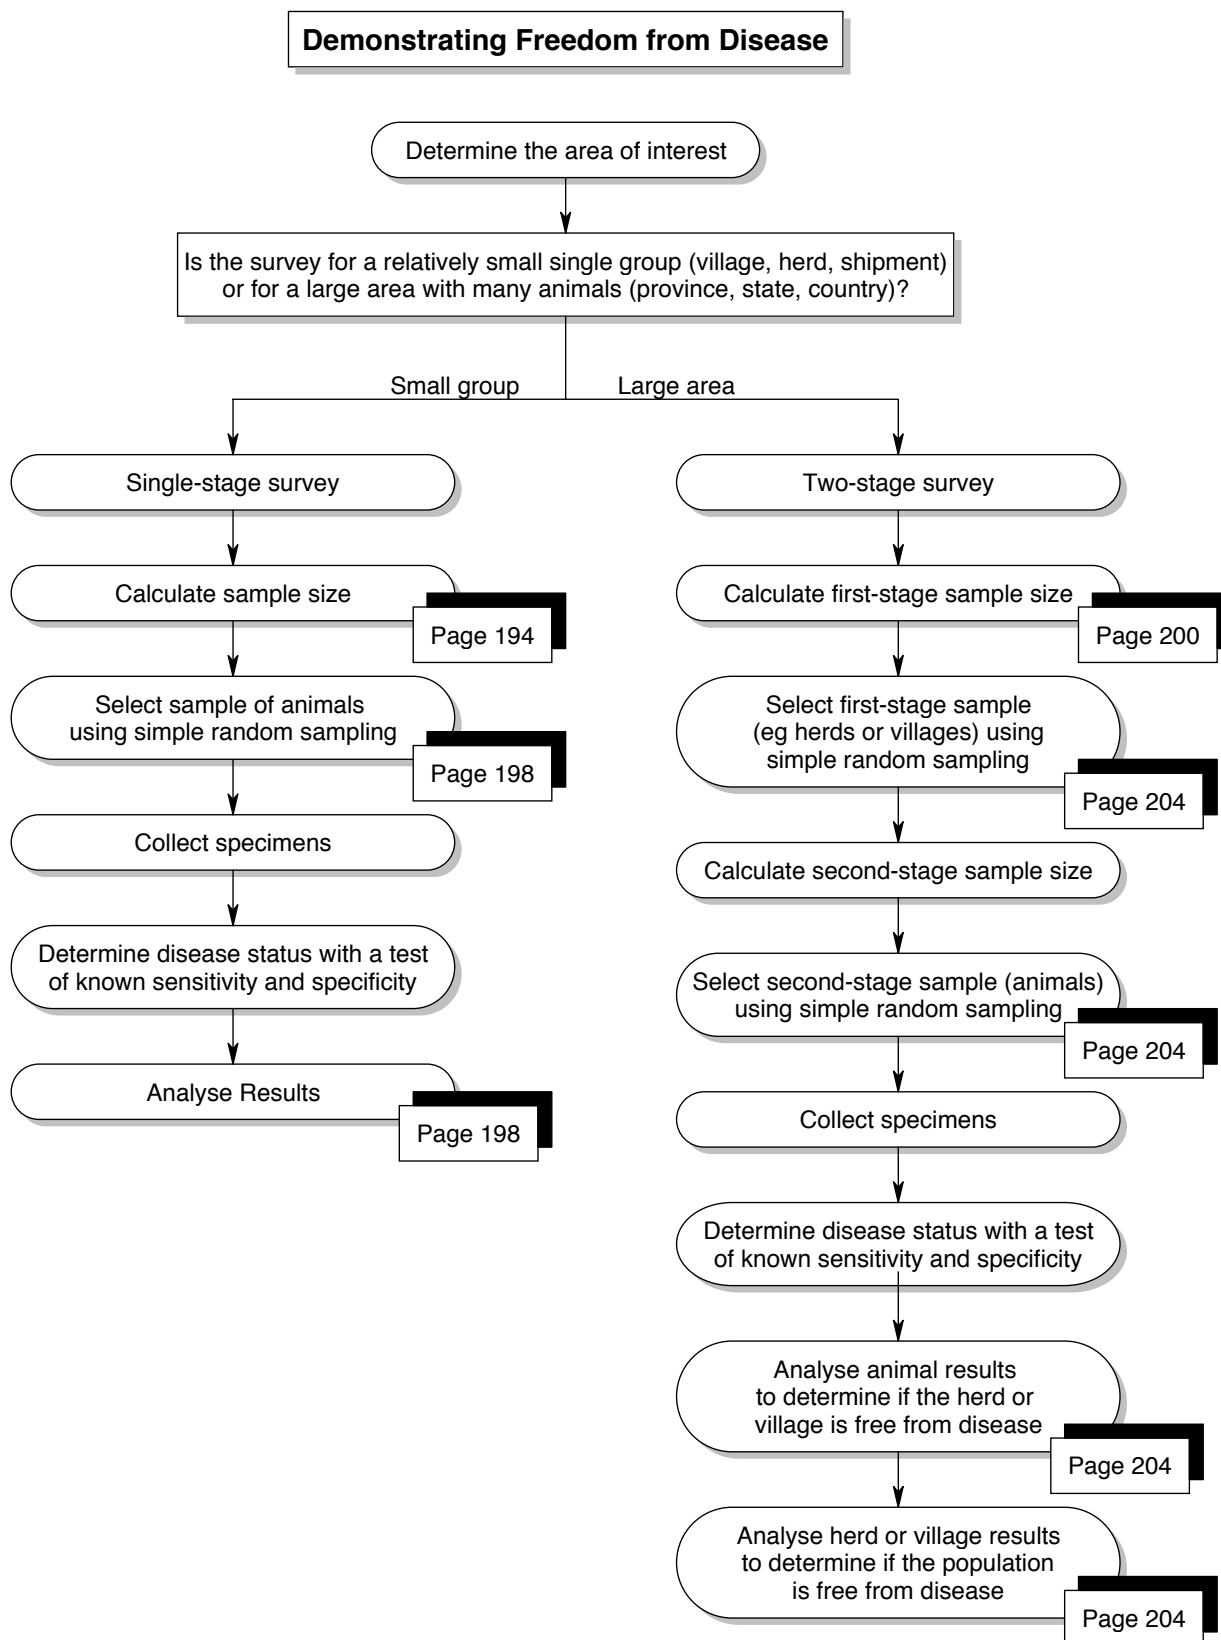 Demonstrating Freedom from Disease
Determine the area of interest
Is the survey for a relatively small single group (village, herd, shipment)
or for a large area with many animals (province, state, country)?
Small group
Large area
Single-stage survey
Calculate sample size
Page 194
Select sample of animals
using simple random sampling
Page 198
Collect specimens
Determine disease status with a test
of known sensitivity and specificity
Analyse Results
Page 198
Two-stage survey
Calculate first-stage sample size
Page 200
Select first-stage sample
(eg herds or villages) using
simple random sampling
Page 204
Calculate second-stage sample size
Select second-stage sample (animals)
using simple random sampling
Page 204
Collect specimens
Determine disease status with a test
of known sensitivity and specificity
Analyse animal results
to determine if the herd or
village is free from disease
Page 204
Analyse herd or village results
to determine if the population
is free from disease
Page 204